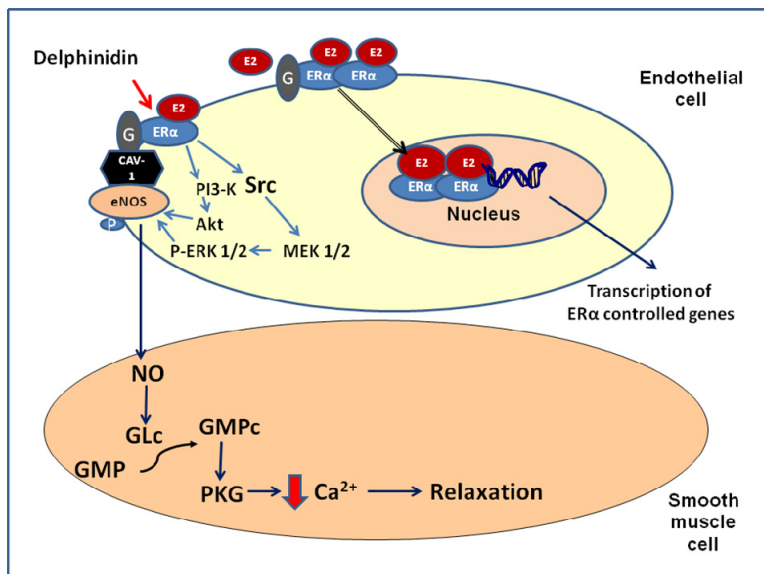 Delphinidin
E2
E2
E2
G
ERα
ERα
Endothelial
cell
E2
G
ERα
CAV-
1
eNOS
P
PI3-K
Src
Akt
P-ERK 1/2
MEK 1/2
E2
E2
ERα
ERα
Nucleus
Transcription of
ERα controlled genes
NO
GLc
GMP
GMPc
PKG
Ca²⁺
Relaxation
Smooth
muscle
cell